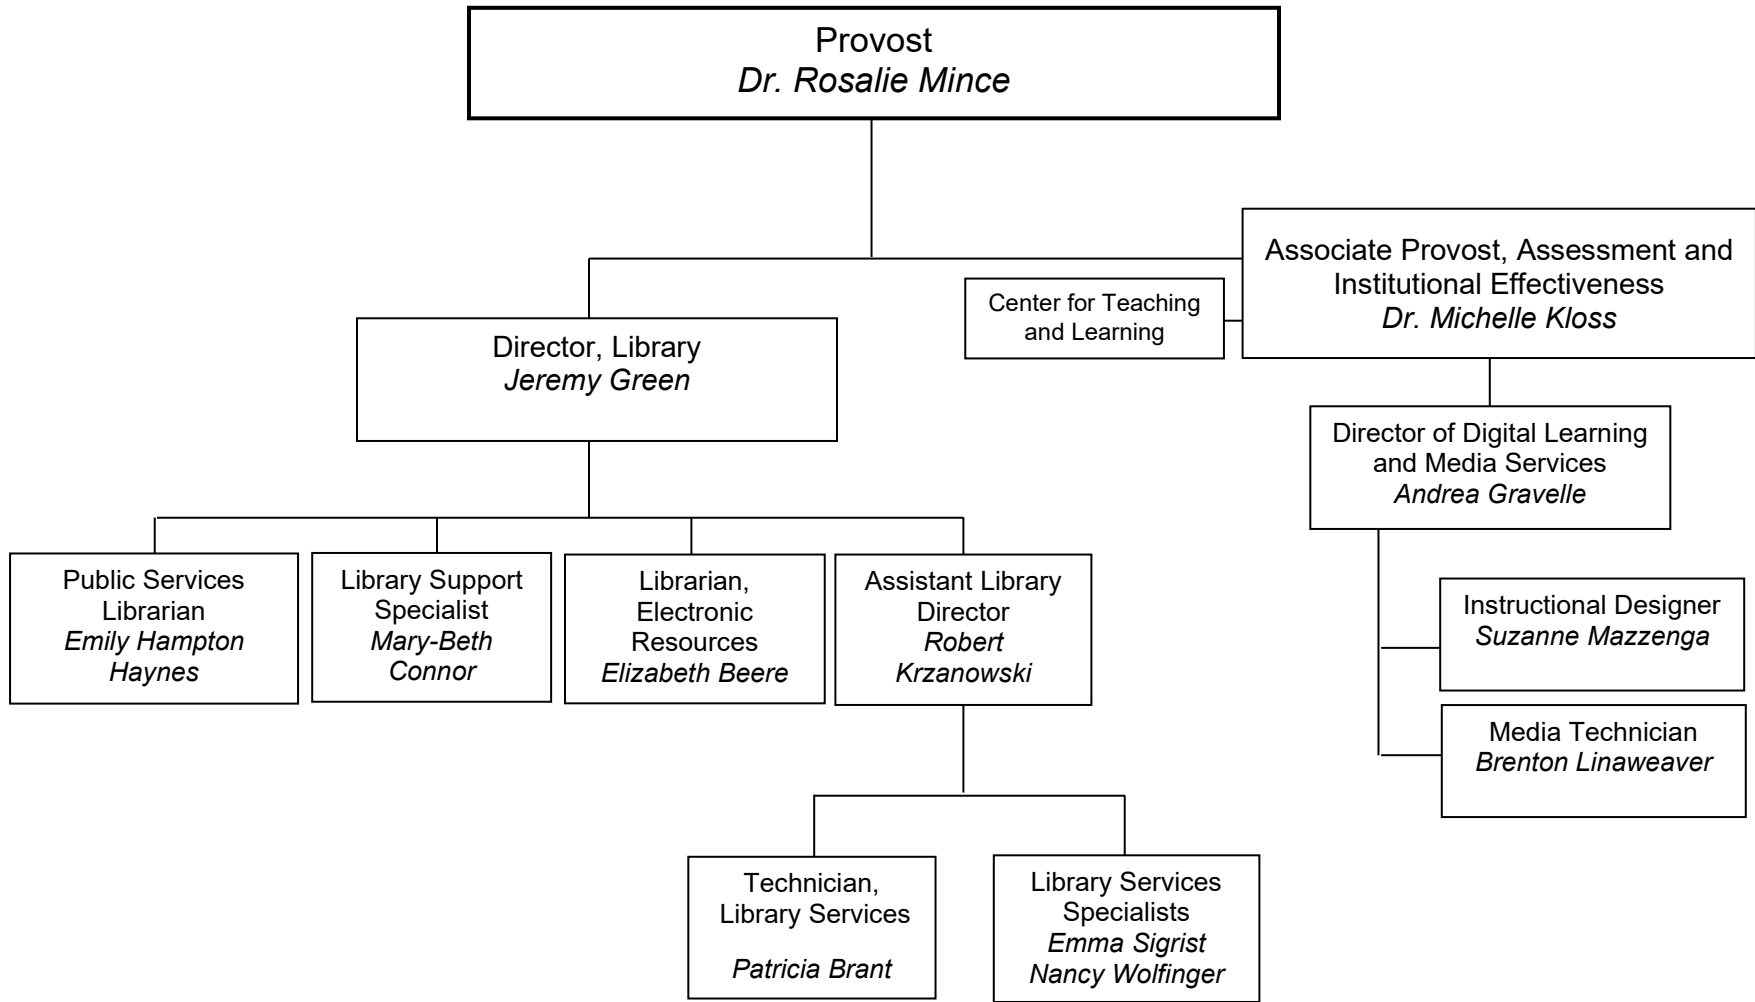 Provost
Dr. Rosalie Mince
Associate Provost, Assessment and
Institutional Effectiveness
Dr. Michelle Kloss
Center for Teaching
and Learning
Director, Library
Jeremy Green
Director of Digital Learning
and Media Services
Andrea Gravelle
Public Services
Librarian
Emily Hampton
Haynes
Library Support
Specialist
Mary-Beth
Connor
Librarian,
Electronic
Resources
Elizabeth Beere
Assistant Library
Director
Robert
Krzanowski
Instructional Designer
Suzanne Mazzenga
Media Technician
Brenton Linaweaver
Technician,
Library Services
Patricia Brant
Library Services
Specialists
Emma Sigrist
Nancy Wolfinger